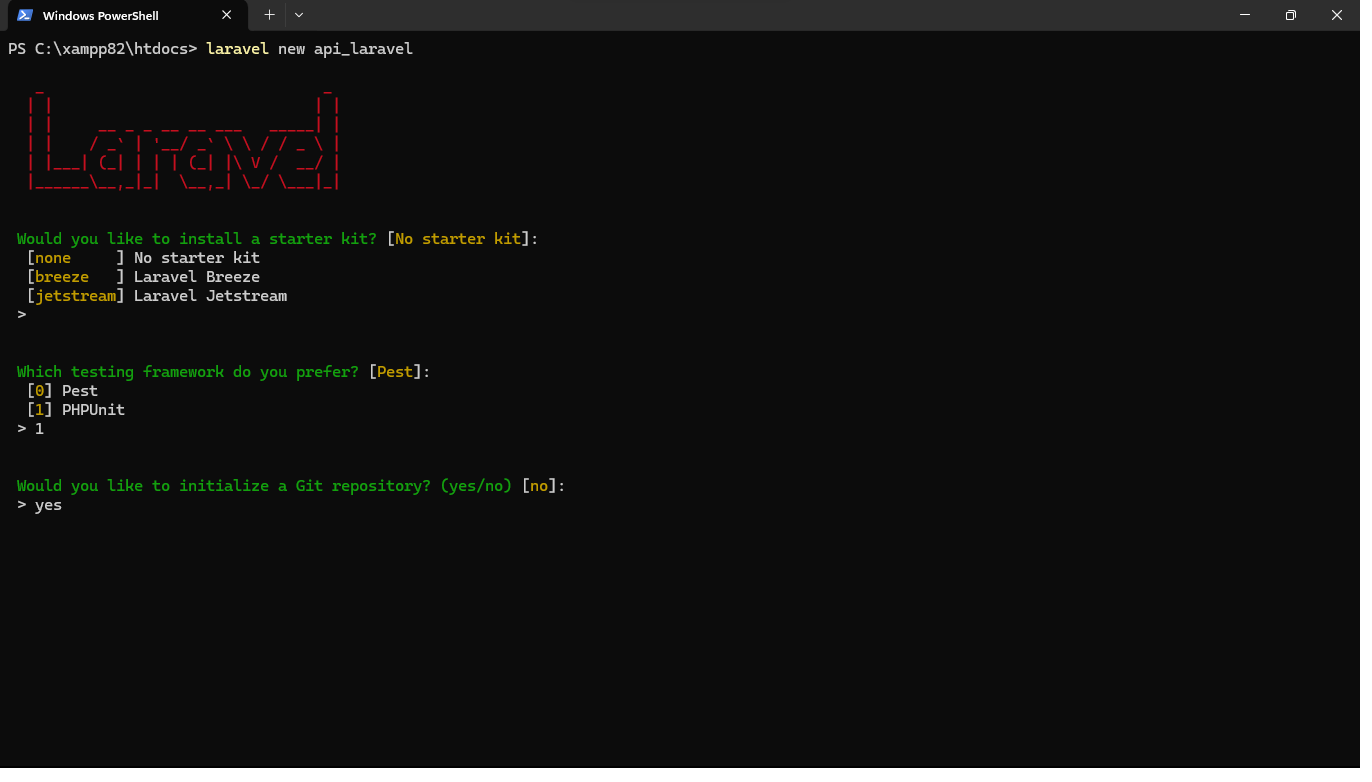 Windows PowerShell
PS C:\xampp82\htdocs> laravel new api_laravel
Laravel
Would you like to install a starter kit? [No starter kit]:
[none     ] No starter kit
[breeze   ] Laravel Breeze
[jetstream] Laravel Jetstream
>
Which testing framework do you prefer? [Pest]:
[0] Pest
[1] PHPUnit
> 1
Would you like to initialize a Git repository? (yes/no) [no]:
> yes